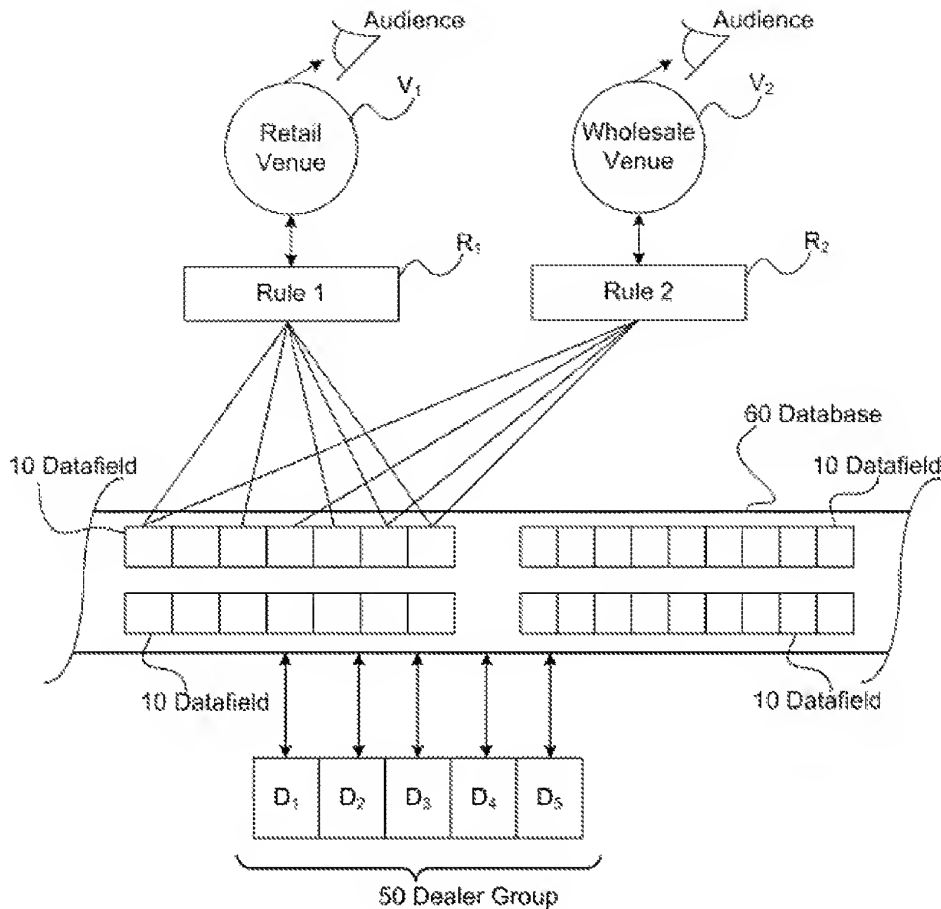 Audience
Audience
V₁
V₂
Retail
Venue
Wholesale
Venue
R₁
R₂
Rule 1
Rule 2
60 Database
10 Datafield
10 Datafield
10 Datafield
10 Datafield
D₁ D₂ D₃ D₄ D₅
50 Dealer Group